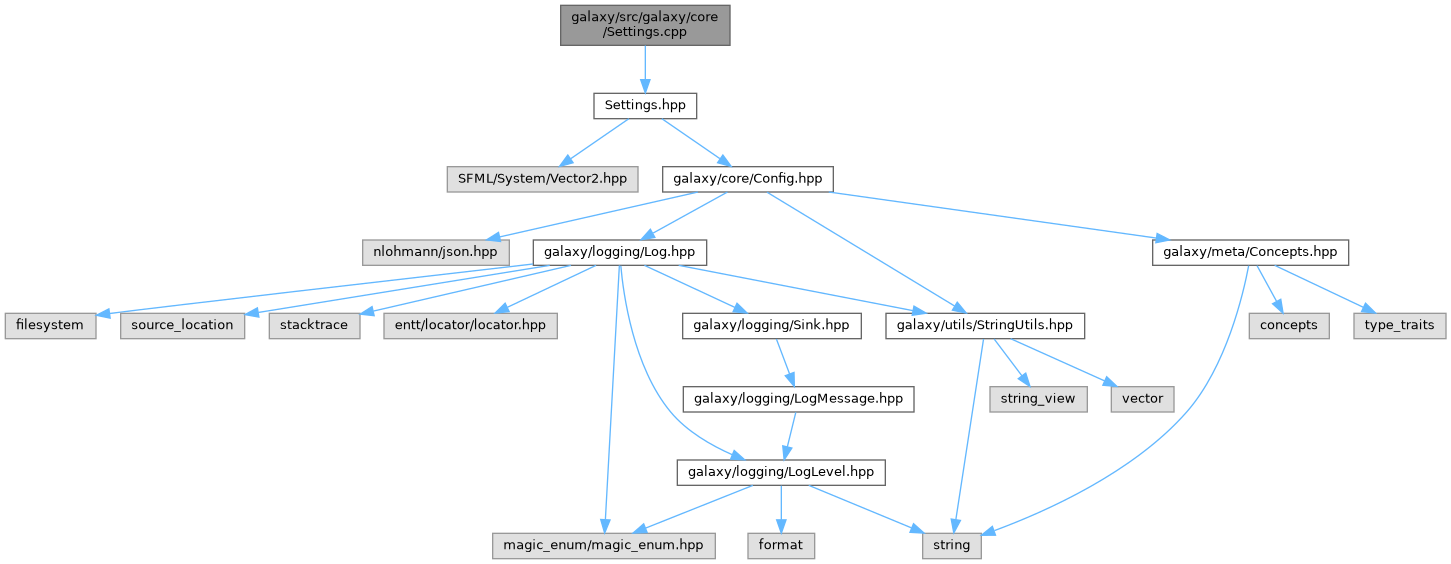 galaxy/src/galaxy/core
/Settings.cpp
Settings.hpp
SFML/System/Vector2.hpp
galaxy/core/Config.hpp
nlohmann/json.hpp
galaxy/logging/Log.hpp
galaxy/meta/Concepts.hpp
filesystem
source_location
stacktrace
entt/locator/locator.hpp
galaxy/logging/Sink.hpp
galaxy/utils/StringUtils.hpp
concepts
type_traits
galaxy/logging/LogMessage.hpp
string_view
vector
galaxy/logging/LogLevel.hpp
magic_enum/magic_enum.hpp
format
string